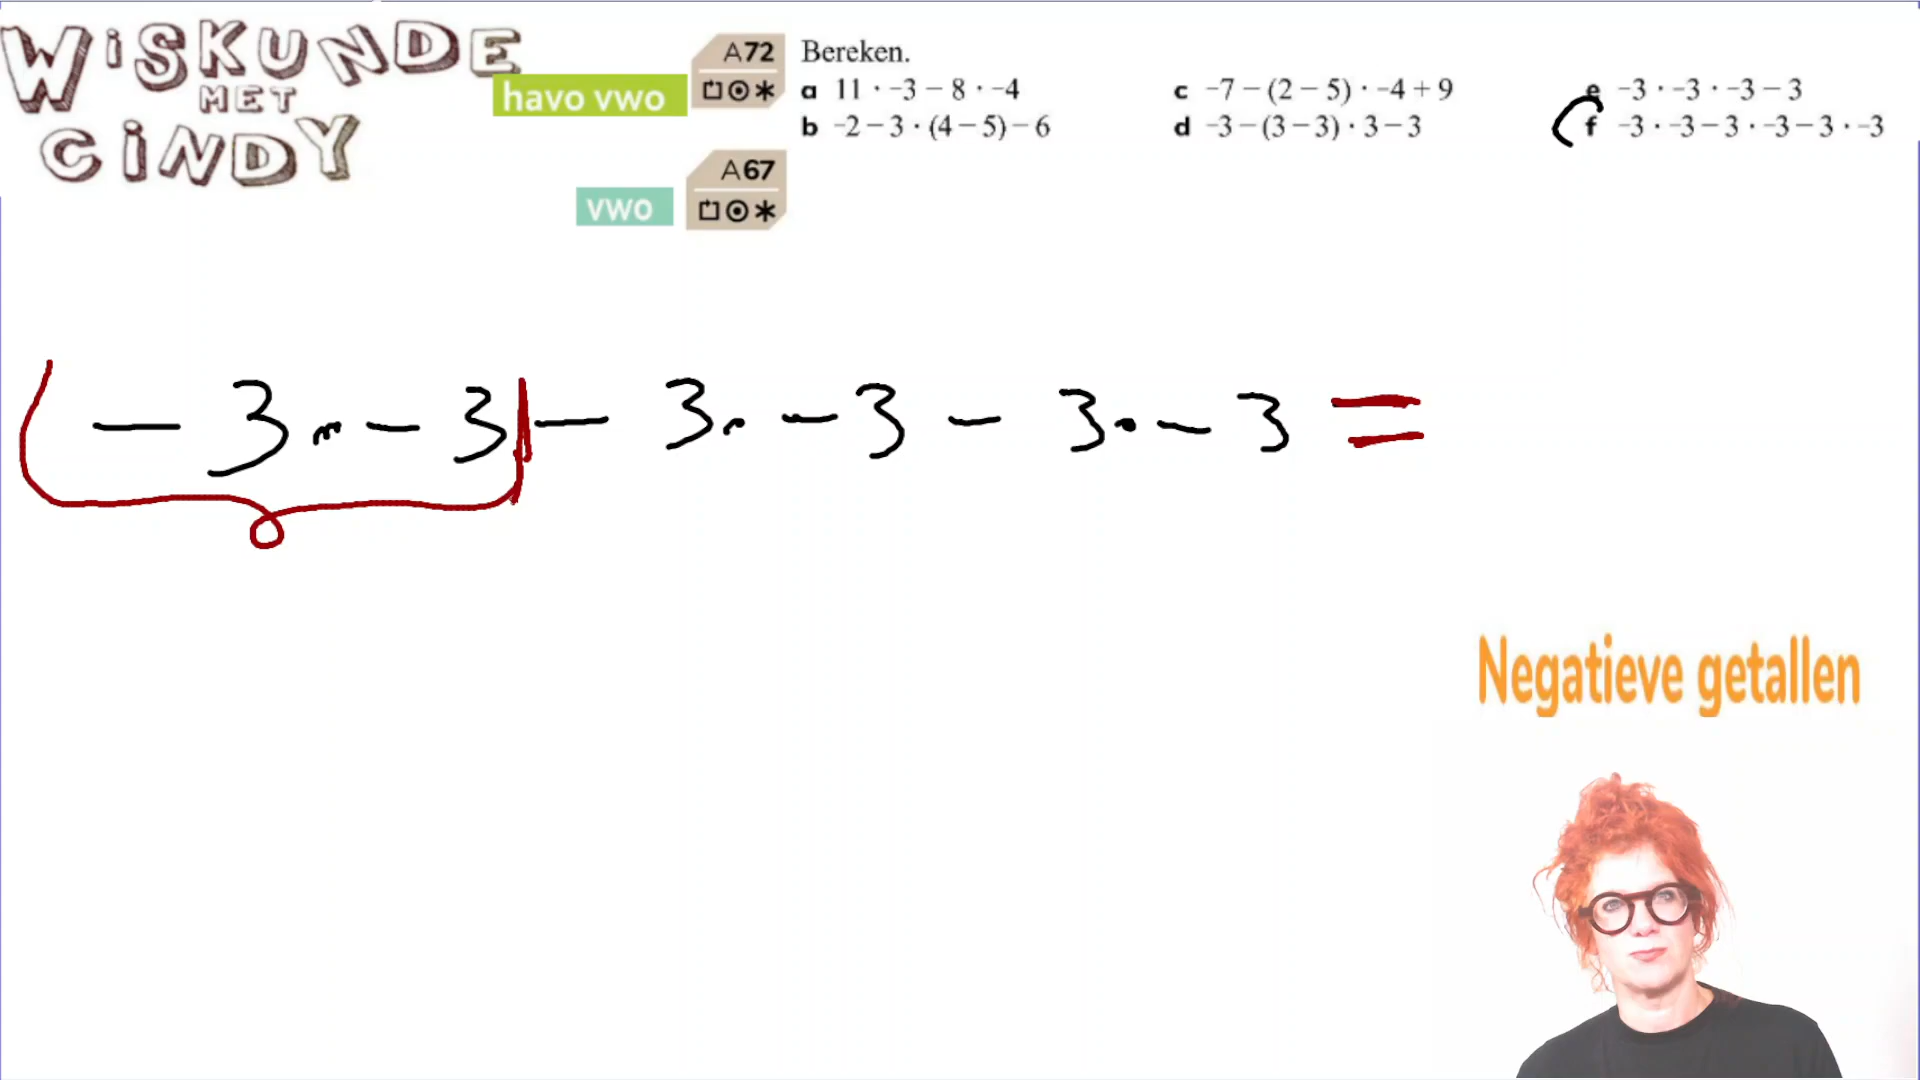 WiSKUNDE
MET
CiNDY
havo vwo
A72
Bereken.
a 11 · -3 – 8 · -4
b -2 – 3 · (4 – 5) – 6
c -7 – (2 – 5) · -4 + 9
d -3 – (3 – 3) · 3 – 3
e -3 · -3 · -3 – 3
f -3 · -3 – 3 · -3 – 3 · -3
vwo
A67
- 3 · - 3 - 3 · - 3 - 3 · - 3 =
Negatieve getallen